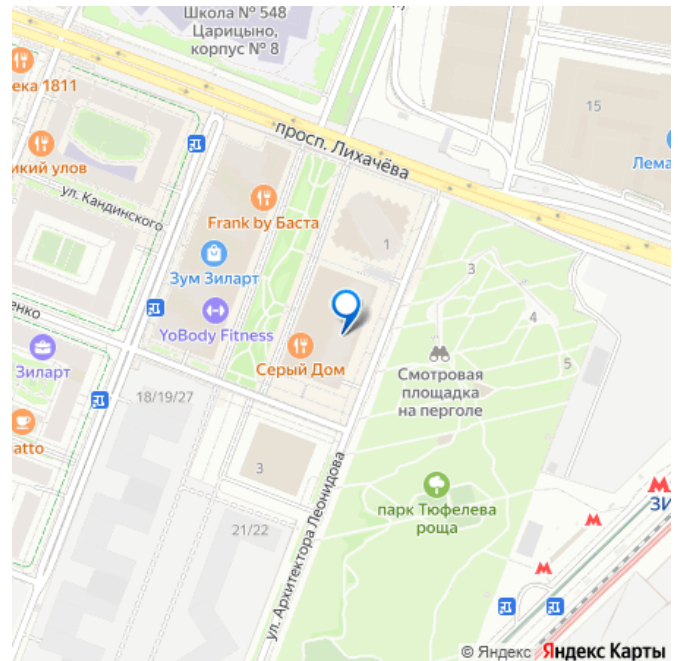 Школа № 548
Царицыно,
корпус № 8
ека 1811
15
просп. Лихачёва
Лема
икий улов
ул. Кандинского
Frank by Баста
1
Зум Зиларт
3
4
YoBody Fitness
енко
5
Серый Дом
Смотровая
площадка
на перголе
Зиларт
18/19/27
atto
3
парк Тюфелева
роща
ЗИ
21/22
ул. Архитектора Леонидова
© Яндекс Яндекс Карты